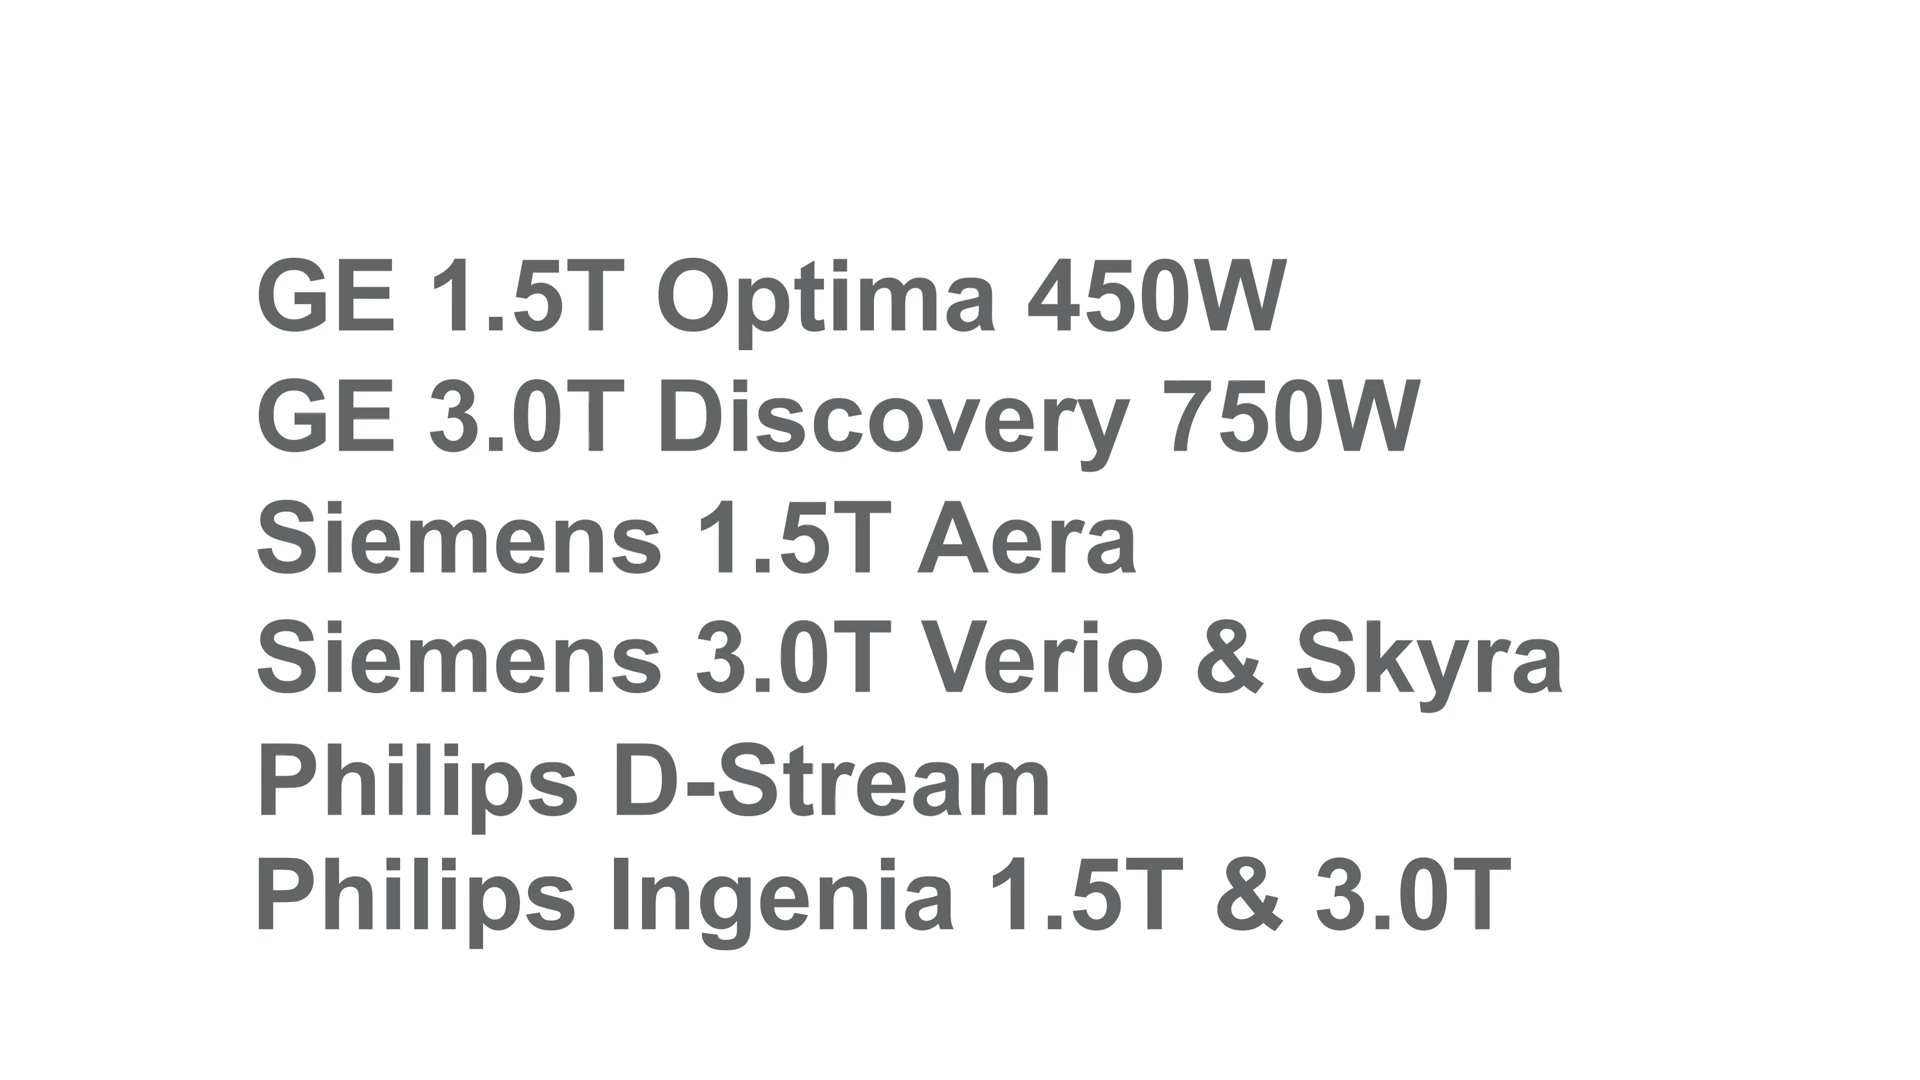 GE 1.5T Optima 450W
GE 3.0T Discovery 750W
Siemens 1.5T Aera
Siemens 3.0T Verio & Skyra
Philips D-Stream
Philips Ingenia 1.5T & 3.0T